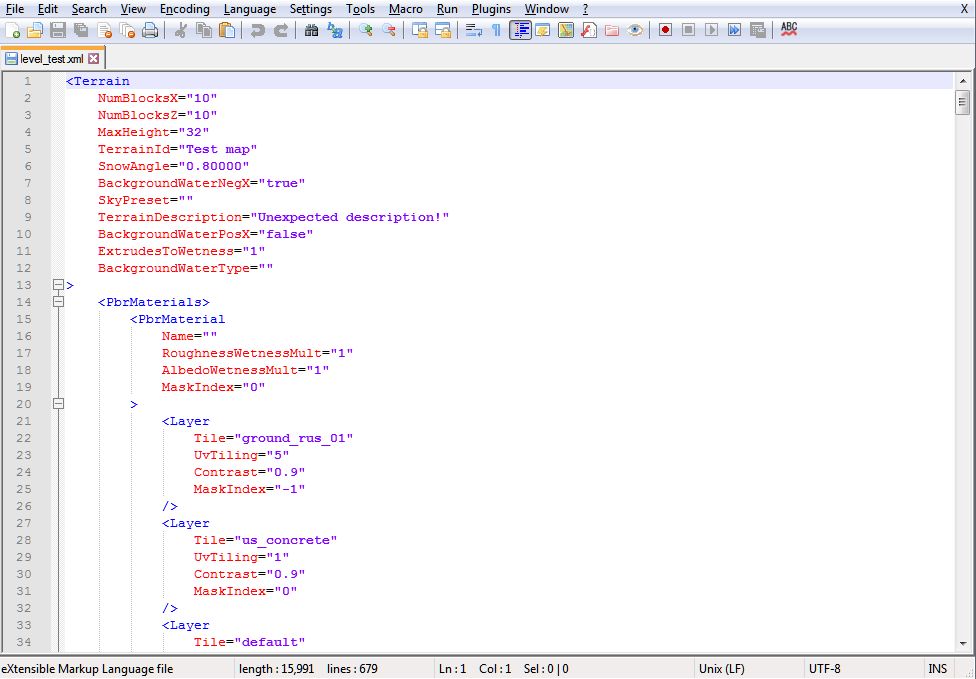 File Edit Search View Encoding Language Settings Tools Macro Run Plugins Window ? X
ABC
level_test.xml
1 <Terrain
2 NumBlocksX="10"
3 NumBlocksZ="10"
4 MaxHeight="32"
5 TerrainId="Test map"
6 SnowAngle="0.80000"
7 BackgroundWaterNegX="true"
8 SkyPreset=""
9 TerrainDescription="Unexpected description!"
10 BackgroundWaterPosX="false"
11 ExtrudesToWetness="1"
12 BackgroundWaterType=""
13 >
14 <PbrMaterials>
15 <PbrMaterial
16 Name=""
17 RoughnessWetnessMult="1"
18 AlbedoWetnessMult="1"
19 MaskIndex="0"
20 >
21 <Layer
22 Tile="ground_rus_01"
23 UvTiling="5"
24 Contrast="0.9"
25 MaskIndex="-1"
26 />
27 <Layer
28 Tile="us_concrete"
29 UvTiling="1"
30 Contrast="0.9"
31 MaskIndex="0"
32 />
33 <Layer
34 Tile="default"
eXtensible Markup Language file length : 15,991 lines : 679 Ln : 1 Col : 1 Sel : 0 | 0 Unix (LF) UTF-8 INS